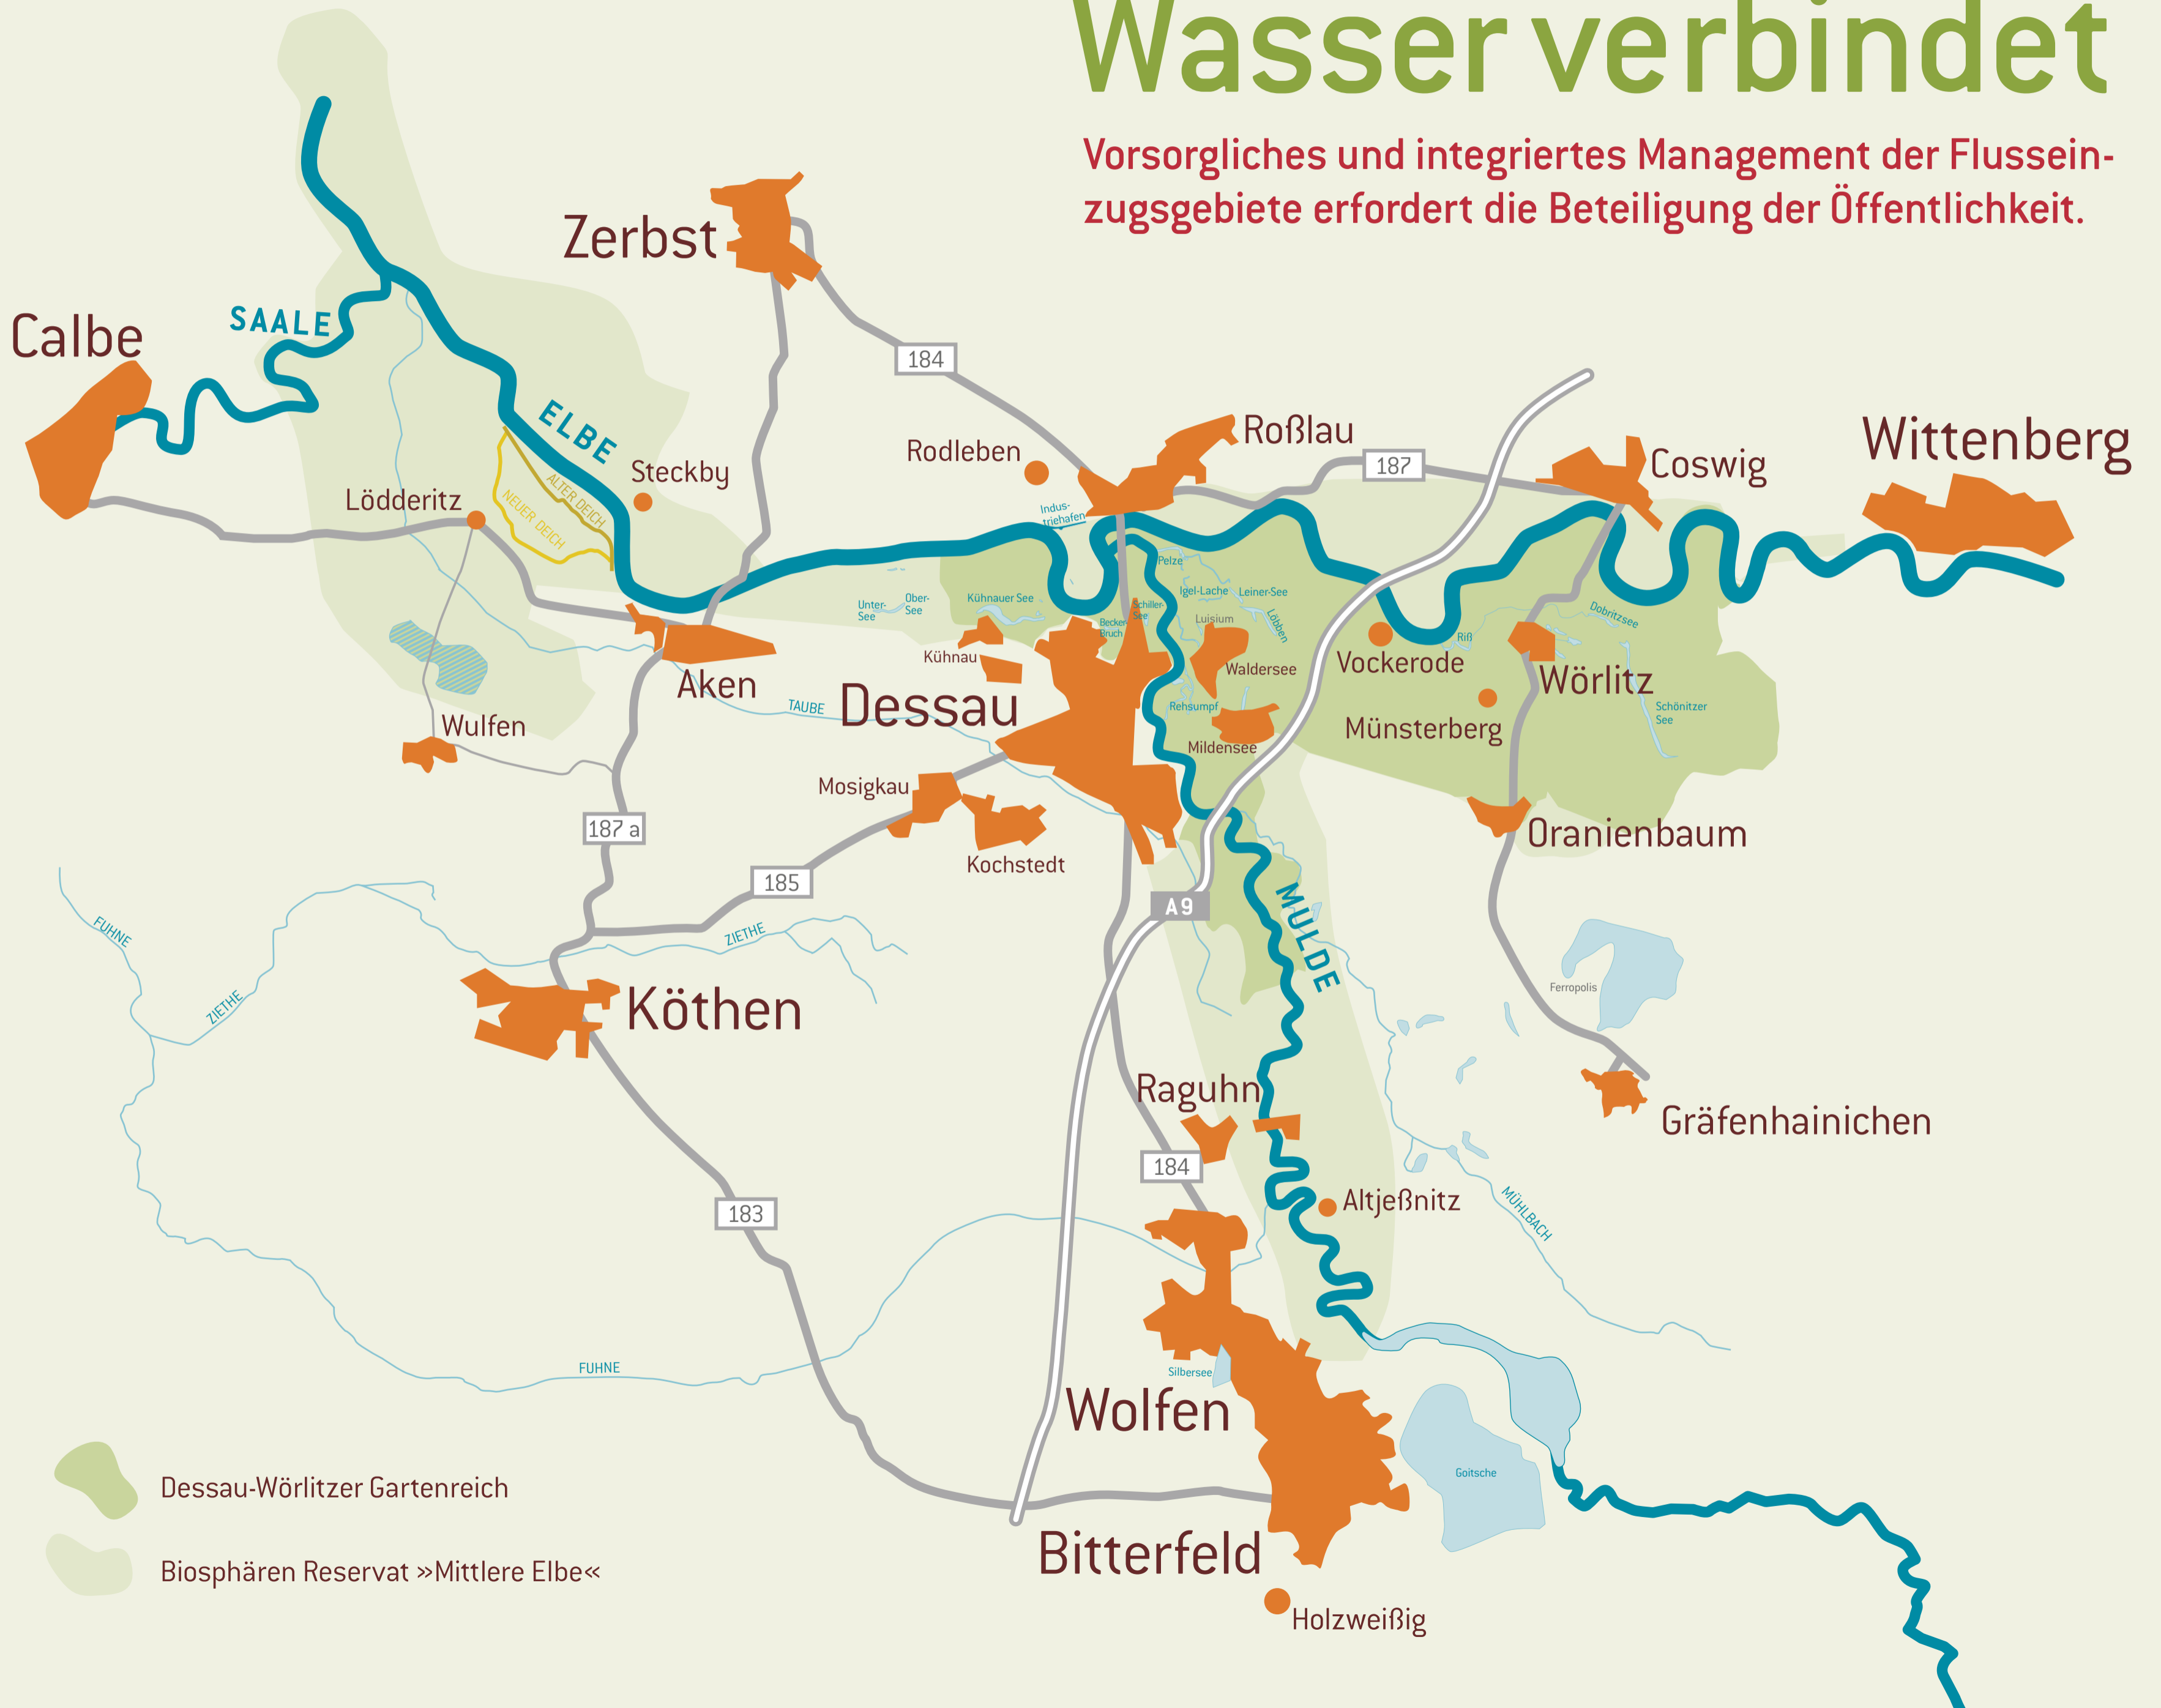 Wasser verbindet
Vorsorgliches und integriertes Management der Flussein-
zugsgebiete erfordert die Beteiligung der Öffentlichkeit.
Zerbst
Calbe
SAALE
184
ELBE
Steckby
Lödderitz
ALTER DEICH
NEUER DEICH
Rodleben
Roßlau
187
Coswig
Wittenberg
Indus-
triehafen
Pelze
Igel-Lache
Leiner-See
Löbben
Luisium
Schiller-
See
Becker-
Bruch
Unter-
See
Ober-
See
Kühnauer See
Kühnau
Waldersee
Vockerode
Riß
Dobritzsee
Wörlitz
Schönitzer
See
Aken
TAUBE
Dessau
Rehsumpf
Mildensee
Münsterberg
Wulfen
Mosigkau
Kochstedt
Oranienbaum
187 a
185
A9
MULDE
FUHNE
ZIETHE
ZIETHE
Köthen
Ferropolis
Raguhn
Gräfenhainichen
184
Altjeßnitz
MÜHLBACH
183
FUHNE
Silbersee
Wolfen
Goitsche
Dessau-Wörlitzer Gartenreich
Bitterfeld
Biosphären Reservat »Mittlere Elbe«
Holzweißig